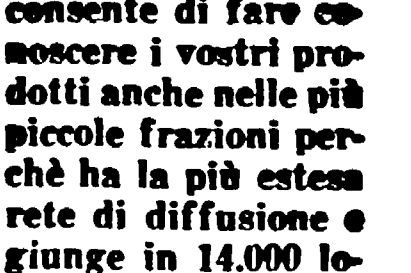 consente di fare co-
noscere i vostri pro-
dotti anche nelle più
piccole frazioni per-
chè ha la più estesa
rete di diffusione e
giunge in 14.000 lo-